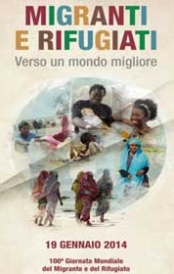 MIGRANTI
E RIFUGIATI
Verso un mondo migliore
19 GENNAIO 2014
100ª Giornata Mondiale
del Migrante e del Rifugiato